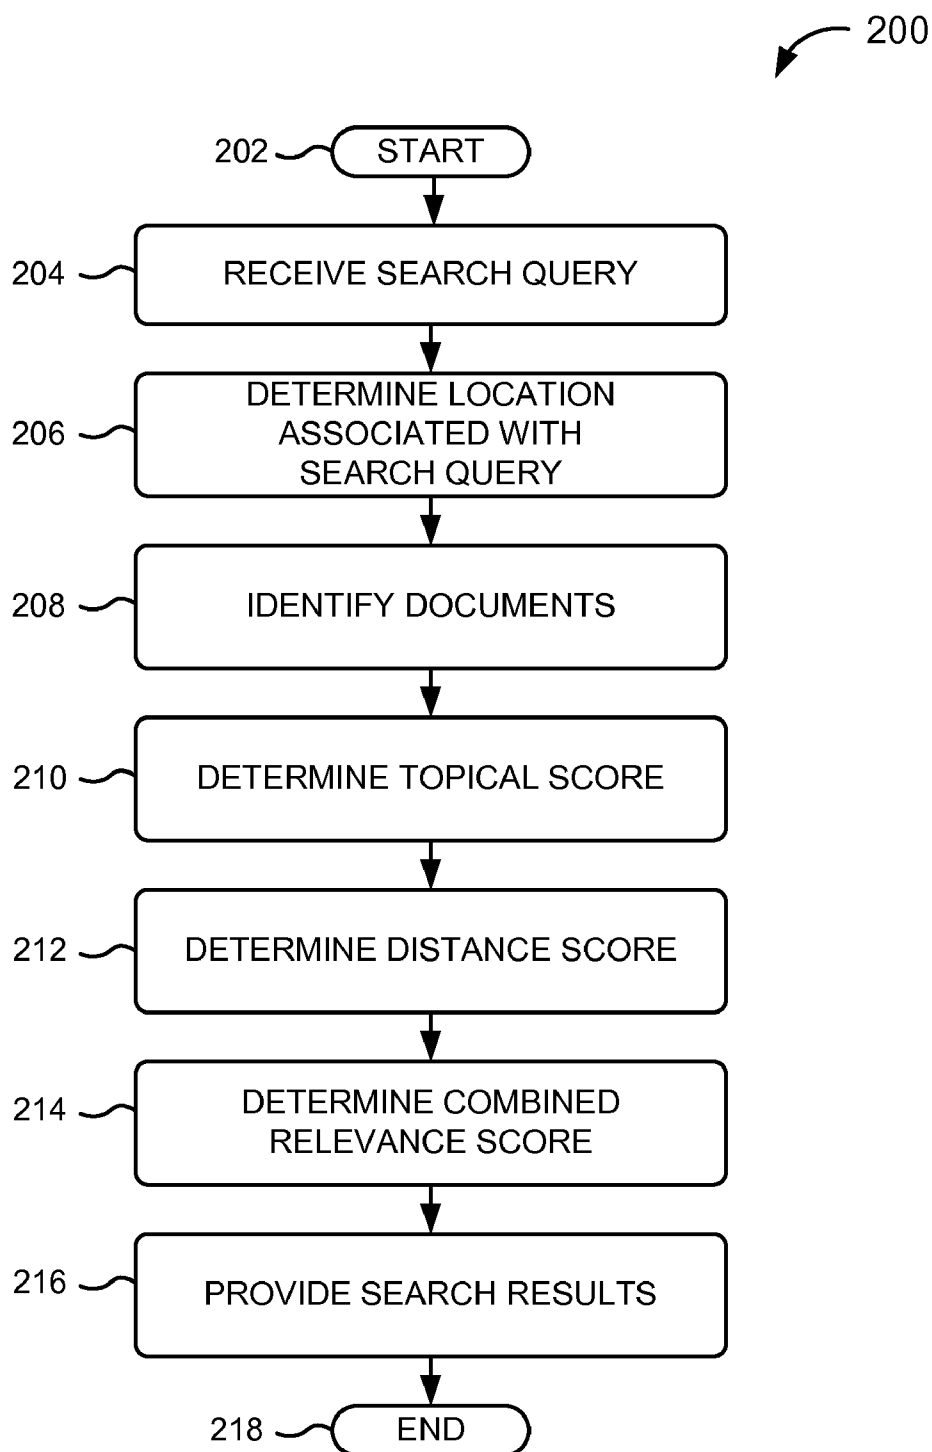 200
202
START
204
RECEIVE SEARCH QUERY
206
DETERMINE LOCATION
ASSOCIATED WITH
SEARCH QUERY
208
IDENTIFY DOCUMENTS
210
DETERMINE TOPICAL SCORE
212
DETERMINE DISTANCE SCORE
214
DETERMINE COMBINED
RELEVANCE SCORE
216
PROVIDE SEARCH RESULTS
218
END